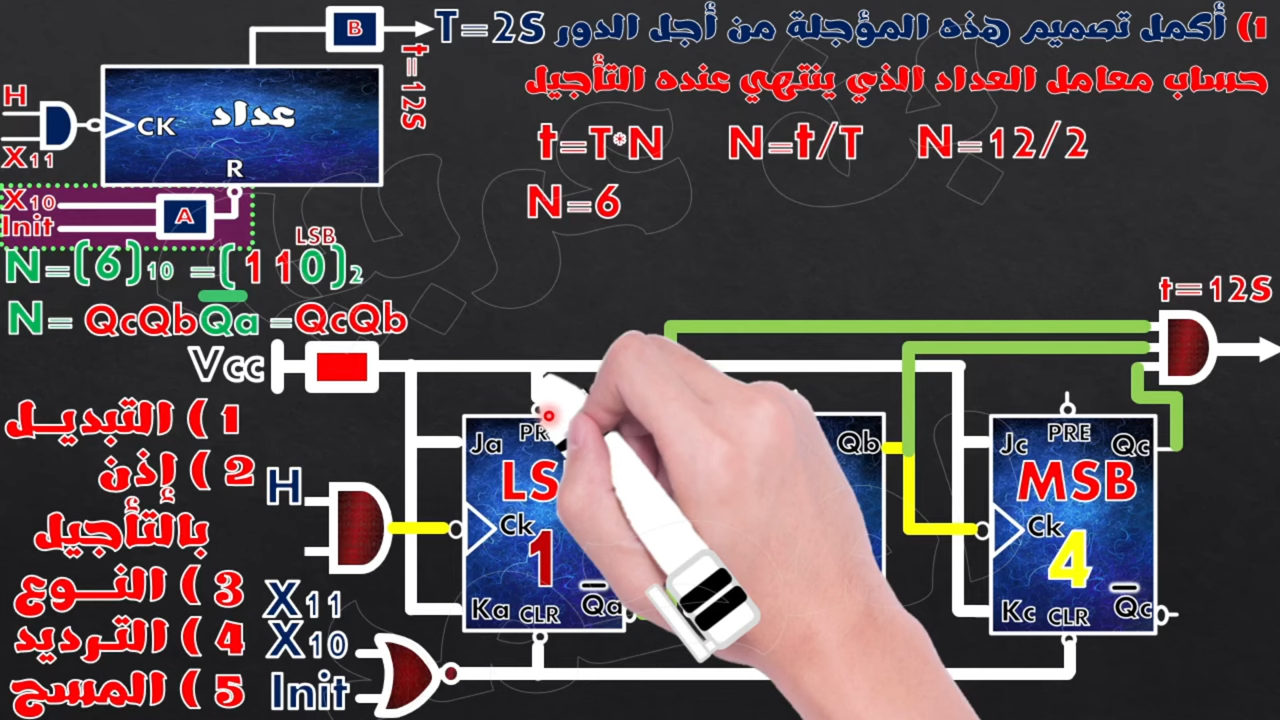 1) أكمل تصميم هذه المؤجلة من أجل الدور T=2S
حساب معامل العداد الذي ينتهي عنده التأجيل
t=T*N N=t/T N=12/2
N=6
B
t=12S
H
X11
CK
عداد
R
X10
Init
A
LSB
N=(6)10 =(110)2
N= QcQbQa =QcQb
t=12S
Vcc
1 ) التبديل
2 ) إذن
بالتأجيل
3 ) النوع
4 ) الترديد
5 ) المسح
H
X11
X10
Init
Ja
LS
Ck
1
Ka CLR Qa
Qb
Jc PRE Qc
MSB
Ck
4
Kc CLR Qc